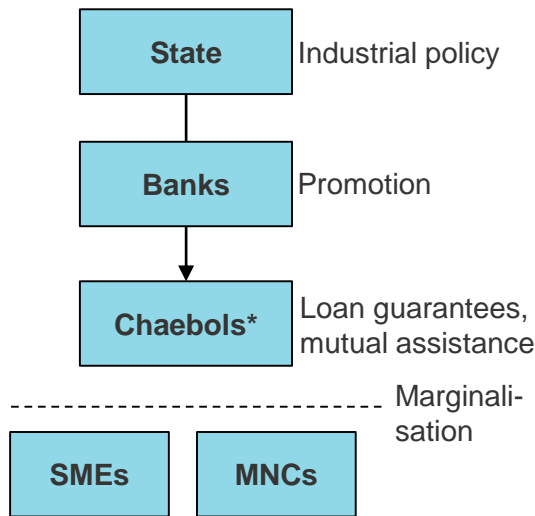 State
Industrial policy
Banks
Promotion
Chaebols*
Loan guarantees,
mutual assistance
Marginali-
sation
SMEs
MNCs